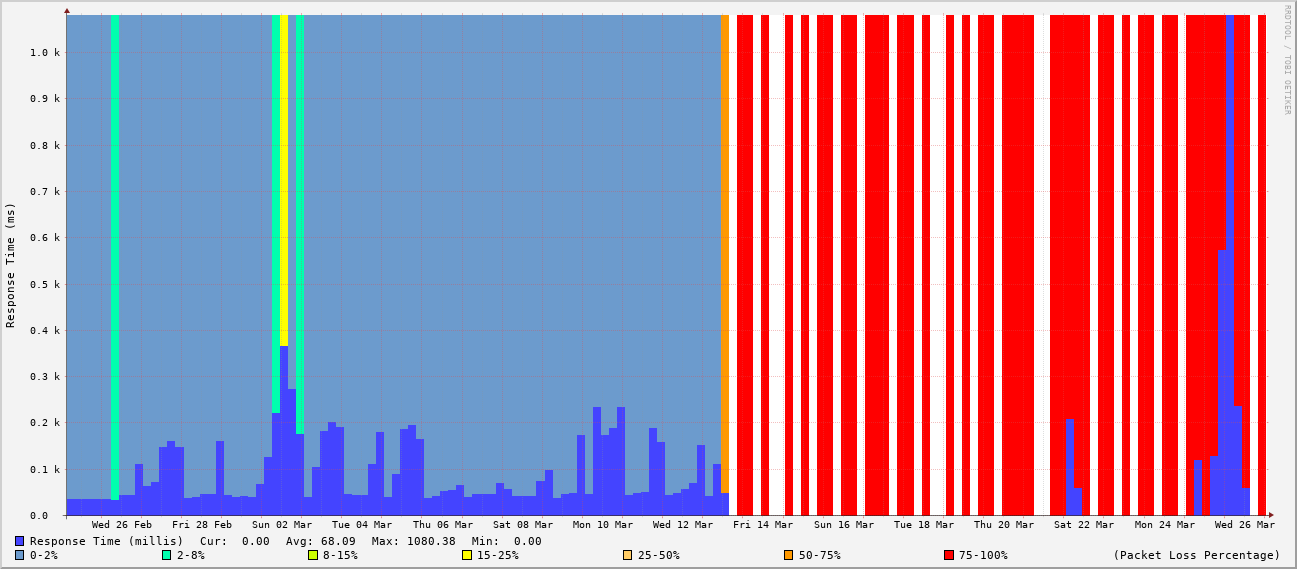 RRDTOOL / TOBI OETIKER
Response Time (ms)
1.0 k
0.9 k
0.8 k
0.7 k
0.6 k
0.5 k
0.4 k
0.3 k
0.2 k
0.1 k
0.0
Wed 26 Feb Fri 28 Feb Sun 02 Mar Tue 04 Mar Thu 06 Mar Sat 08 Mar Mon 10 Mar Wed 12 Mar Fri 14 Mar Sun 16 Mar Tue 18 Mar Thu 20 Mar Sat 22 Mar Mon 24 Mar Wed 26 Mar
Response Time (millis) Cur: 0.00 Avg: 68.09 Max: 1080.38 Min: 0.00
0-2% 2-8% 8-15% 15-25% 25-50% 50-75% 75-100% (Packet Loss Percentage)